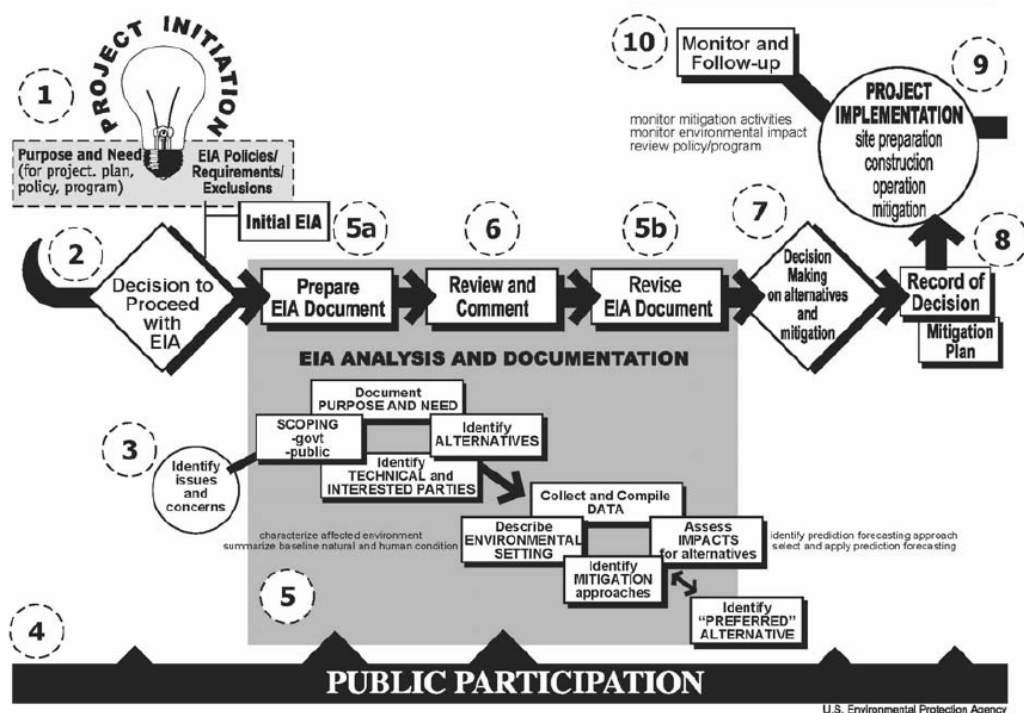 PROJECT INITIATION
1
Purpose and Need
(for project. plan,
policy, program)
EIA Policies/
Requirements/
Exclusions
Initial EIA
10
Monitor and
Follow-up
9
PROJECT
IMPLEMENTATION
site preparation
construction
operation
mitigation
monitor mitigation activities
monitor environmental impact
review policy/program
2
Decision to
Proceed
with
EIA
5a
Prepare
EIA Document
6
Review and
Comment
5b
Revise
EIA Document
7
Decision
Making
on alternatives
and
mitigation
8
Record of
Decision
Mitigation
Plan
EIA ANALYSIS AND DOCUMENTATION
3
Identify
issues
and
concerns
SCOPING
-govt
-public
Document
PURPOSE AND NEED
Identify
ALTERNATIVES
Identify
TECHNICAL and
INTERESTED PARTIES
Collect and Compile
DATA
characterize affected environment
summarize baseline natural and human condition
Describe
ENVIRONMENTAL
SETTING
Assess
IMPACTS
for alternatives
identify prediction forecasting approach
select and apply prediction forecasting
Identify
MITIGATION
approaches
Identify
“PREFERRED”
ALTERNATIVE
5
4
PUBLIC PARTICIPATION
U.S. Environmental Protection Agency